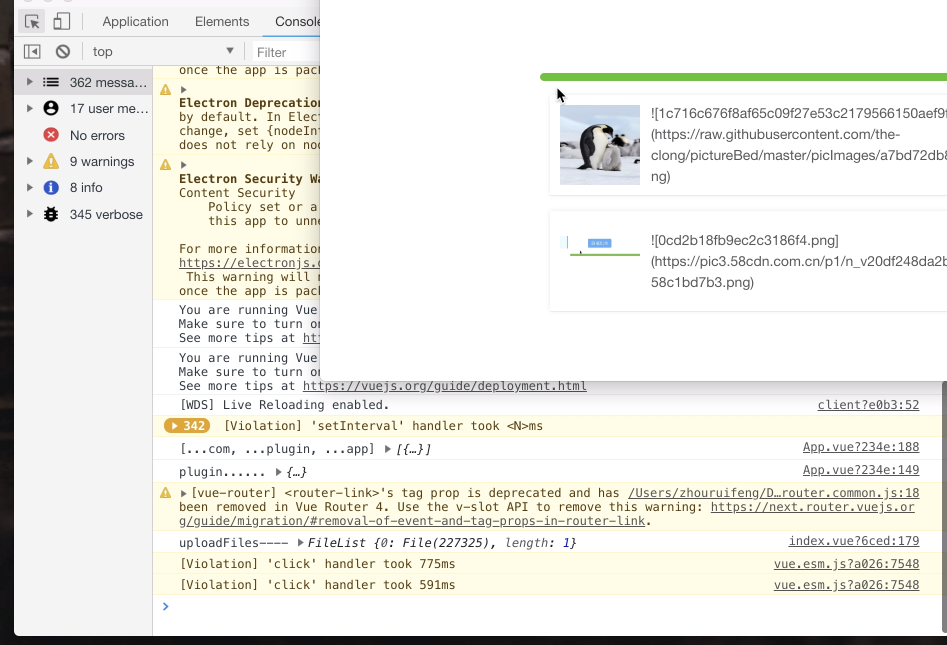 Application Elements Console
top Filter
362 messa...
17 user me...
No errors
9 warnings
8 info
345 verbose
once the app is pack
Electron Deprecation
by default. In Elect
change, set {nodeInt
does not rely on nod
Electron Security Wa
Content Security
Policy set or a
this app to unne
For more information
https://electronjs.o
This warning will n
once the app is pack
You are running Vue
Make sure to turn on
See more tips at htt
You are running Vue
Make sure to turn on
See more tips at https://vuejs.org/guide/deployment.html
[WDS] Live Reloading enabled. client?e0b3:52
342 [Violation] 'setInterval' handler took <N>ms
[...com, ...plugin, ...app] [{…}] App.vue?234e:188
plugin...... {…} App.vue?234e:149
[vue-router] <router-link>'s tag prop is deprecated and has /Users/zhouruifeng/D…router.common.js:18
been removed in Vue Router 4. Use the v-slot API to remove this warning: https://next.router.vuejs.or
g/guide/migration/#removal-of-event-and-tag-props-in-router-link.
uploadFiles---- FileList {0: File(227325), length: 1} index.vue?6ced:179
[Violation] 'click' handler took 775ms vue.esm.js?a026:7548
[Violation] 'click' handler took 591ms vue.esm.js?a026:7548
![1c716c676f8af65c09f27e53c2179566150aef9f
(https://raw.githubusercontent.com/the-
clong/pictureBed/master/picImages/a7bd72db8
ng)
![0cd2b18fb9ec2c3186f4.png]
(https://pic3.58cdn.com.cn/p1/n_v20df248da2b
58c1bd7b3.png)